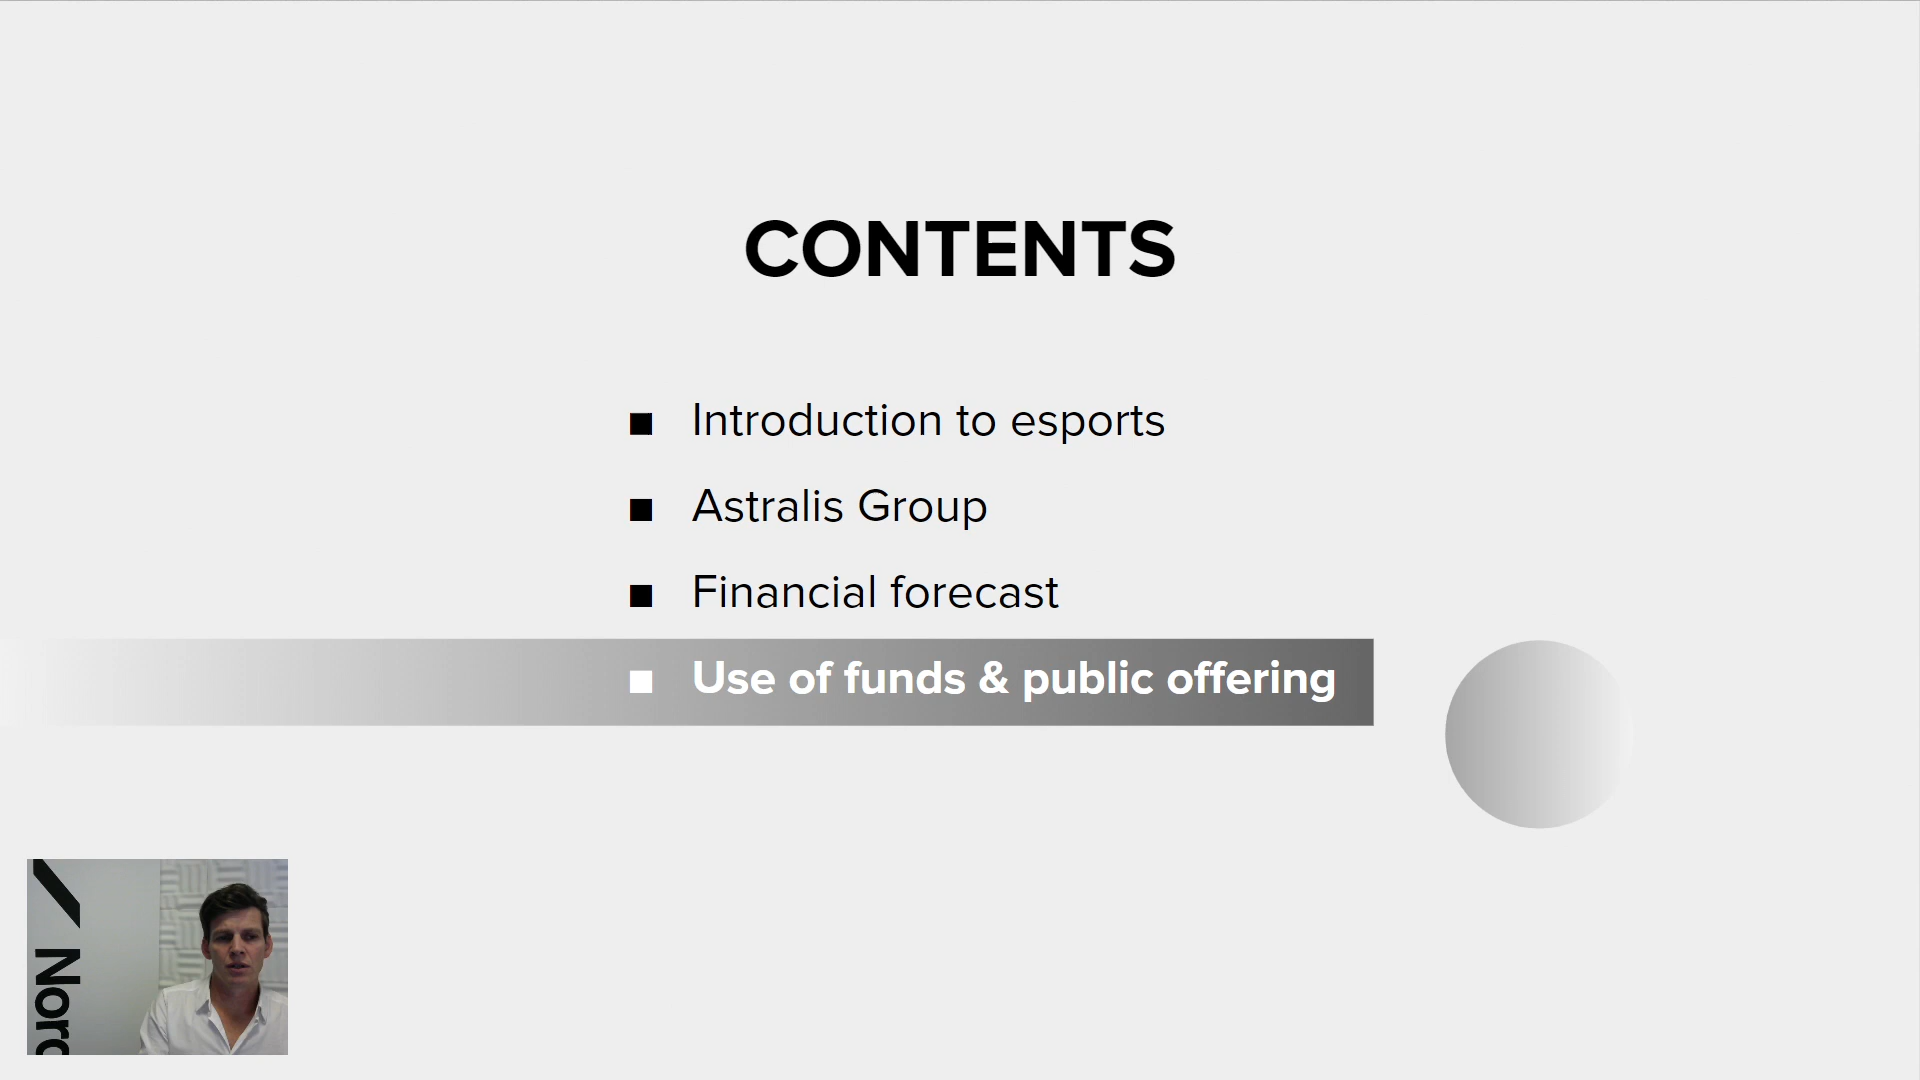 CONTENTS
Introduction to esports
Astralis Group
Financial forecast
Use of funds & public offering